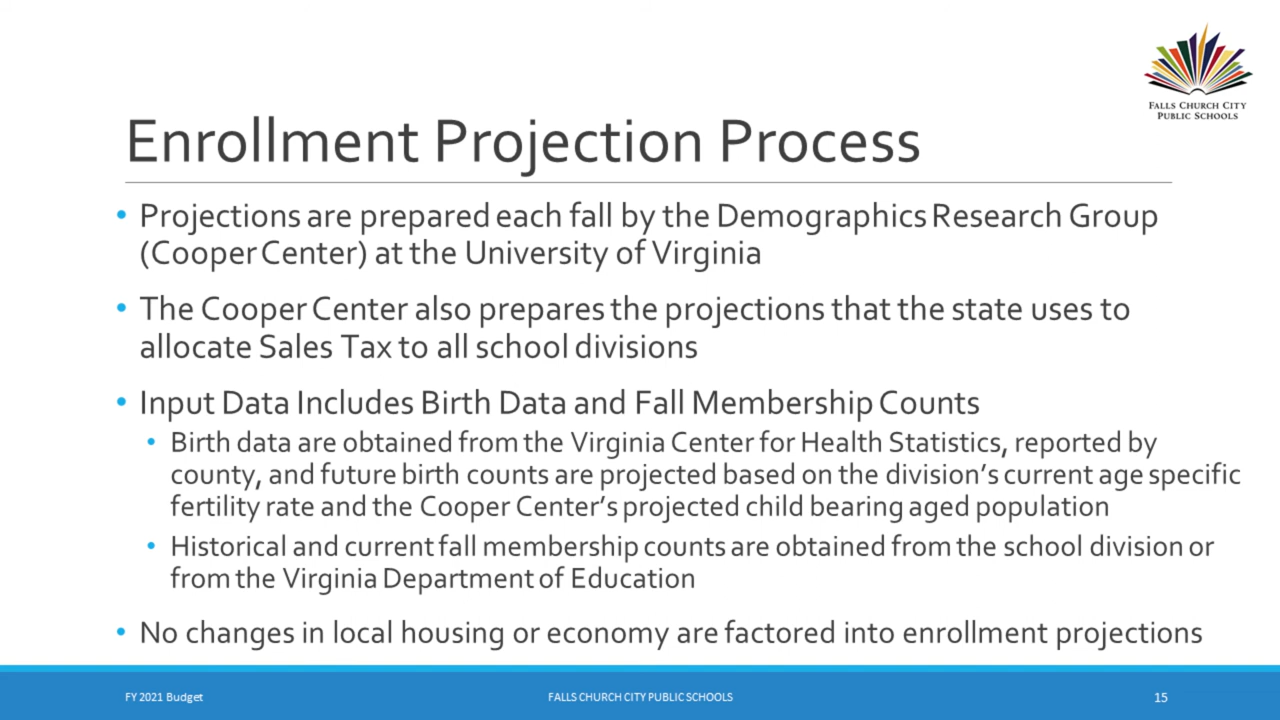 FALLS CHURCH CITY
PUBLIC SCHOOLS
Enrollment Projection Process
• Projections are prepared each fall by the Demographics Research Group
(Cooper Center) at the University of Virginia
• The Cooper Center also prepares the projections that the state uses to
allocate Sales Tax to all school divisions
• Input Data Includes Birth Data and Fall Membership Counts
• Birth data are obtained from the Virginia Center for Health Statistics, reported by
county, and future birth counts are projected based on the division's current age specific
fertility rate and the Cooper Center's projected child bearing aged population
• Historical and current fall membership counts are obtained from the school division or
from the Virginia Department of Education
• No changes in local housing or economy are factored into enrollment projections
FY 2021 Budget
FALLS CHURCH CITY PUBLIC SCHOOLS
15